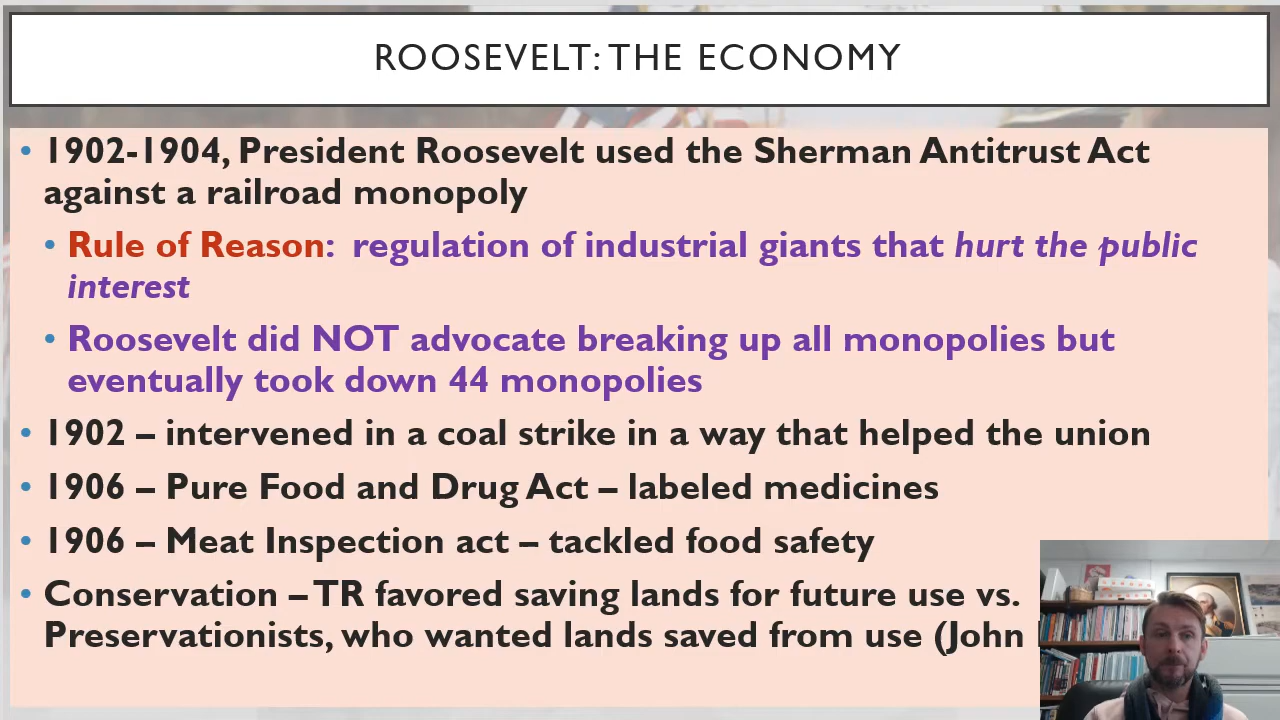 ROOSEVELT: THE ECONOMY
• 1902-1904, President Roosevelt used the Sherman Antitrust Act
against a railroad monopoly
• Rule of Reason: regulation of industrial giants that hurt the public
interest
• Roosevelt did NOT advocate breaking up all monopolies but
eventually took down 44 monopolies
• 1902 – intervened in a coal strike in a way that helped the union
• 1906 – Pure Food and Drug Act – labeled medicines
• 1906 – Meat Inspection act – tackled food safety
• Conservation – TR favored saving lands for future use vs.
Preservationists, who wanted lands saved from use (John